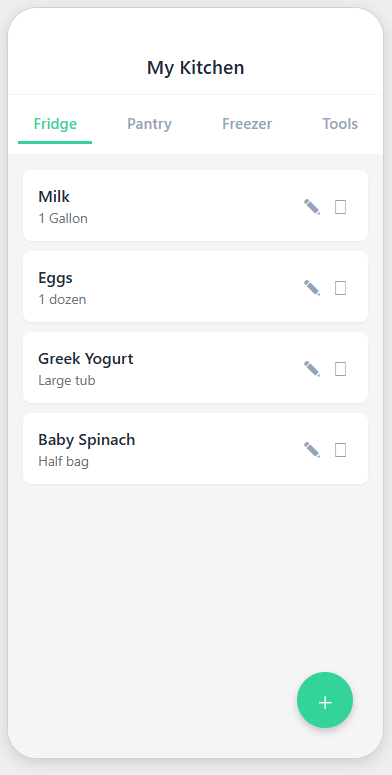 My Kitchen
Fridge Pantry Freezer Tools
Milk
1 Gallon
Eggs
1 dozen
Greek Yogurt
Large tub
Baby Spinach
Half bag
+